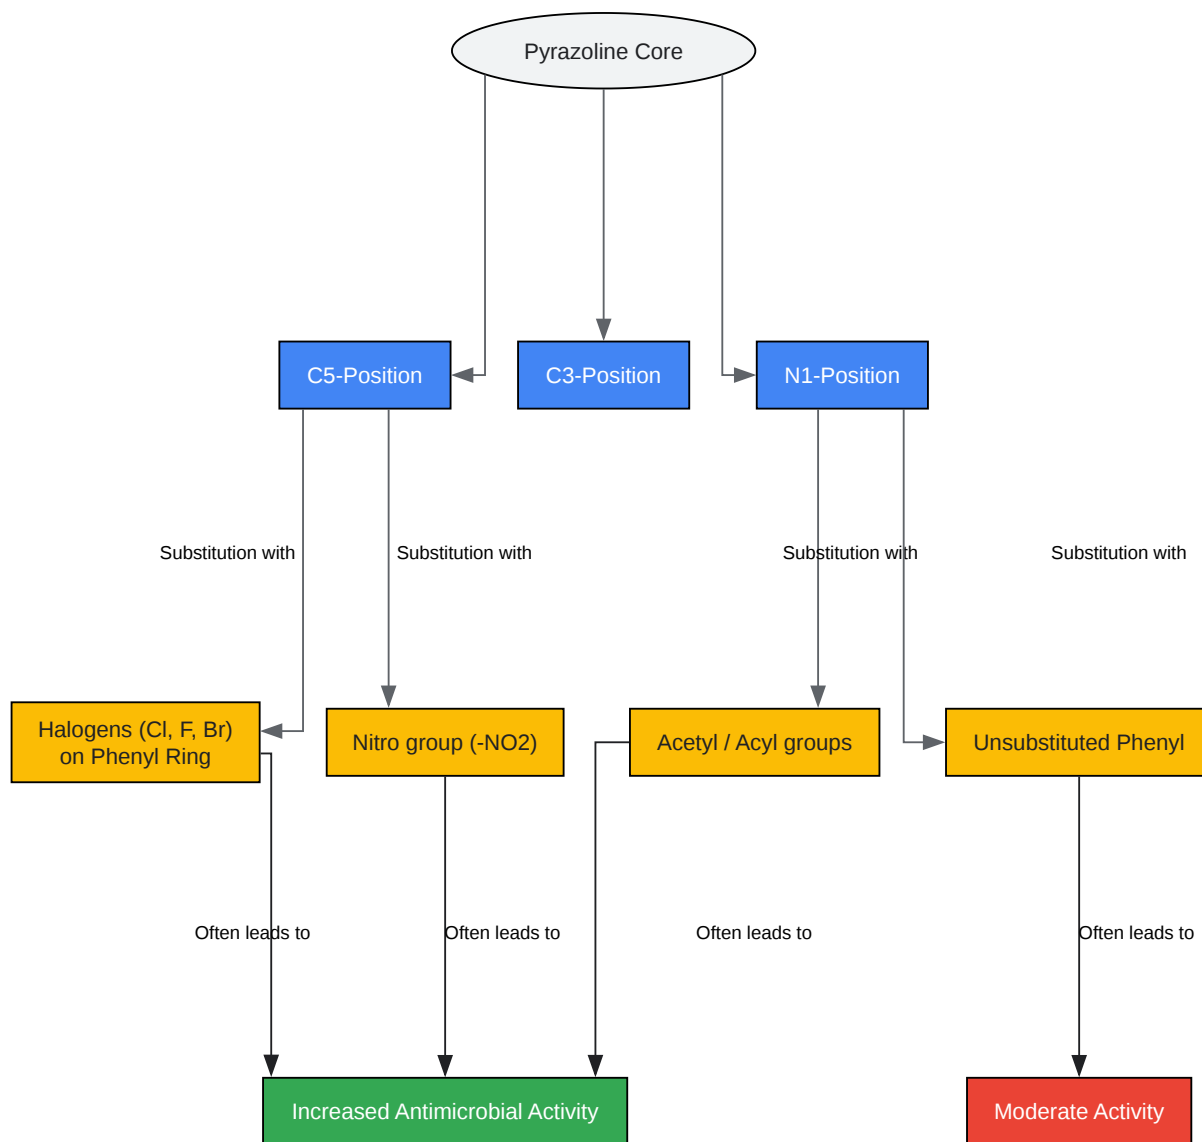 Pyrazoline Core
C5-Position
C3-Position
N1-Position
Substitution with
Substitution with
Substitution with
Substitution with
Halogens (Cl, F, Br)
on Phenyl Ring
Nitro group (-NO2)
Acetyl / Acyl groups
Unsubstituted Phenyl
Often leads to
Often leads to
Often leads to
Often leads to
Increased Antimicrobial Activity
Moderate Activity